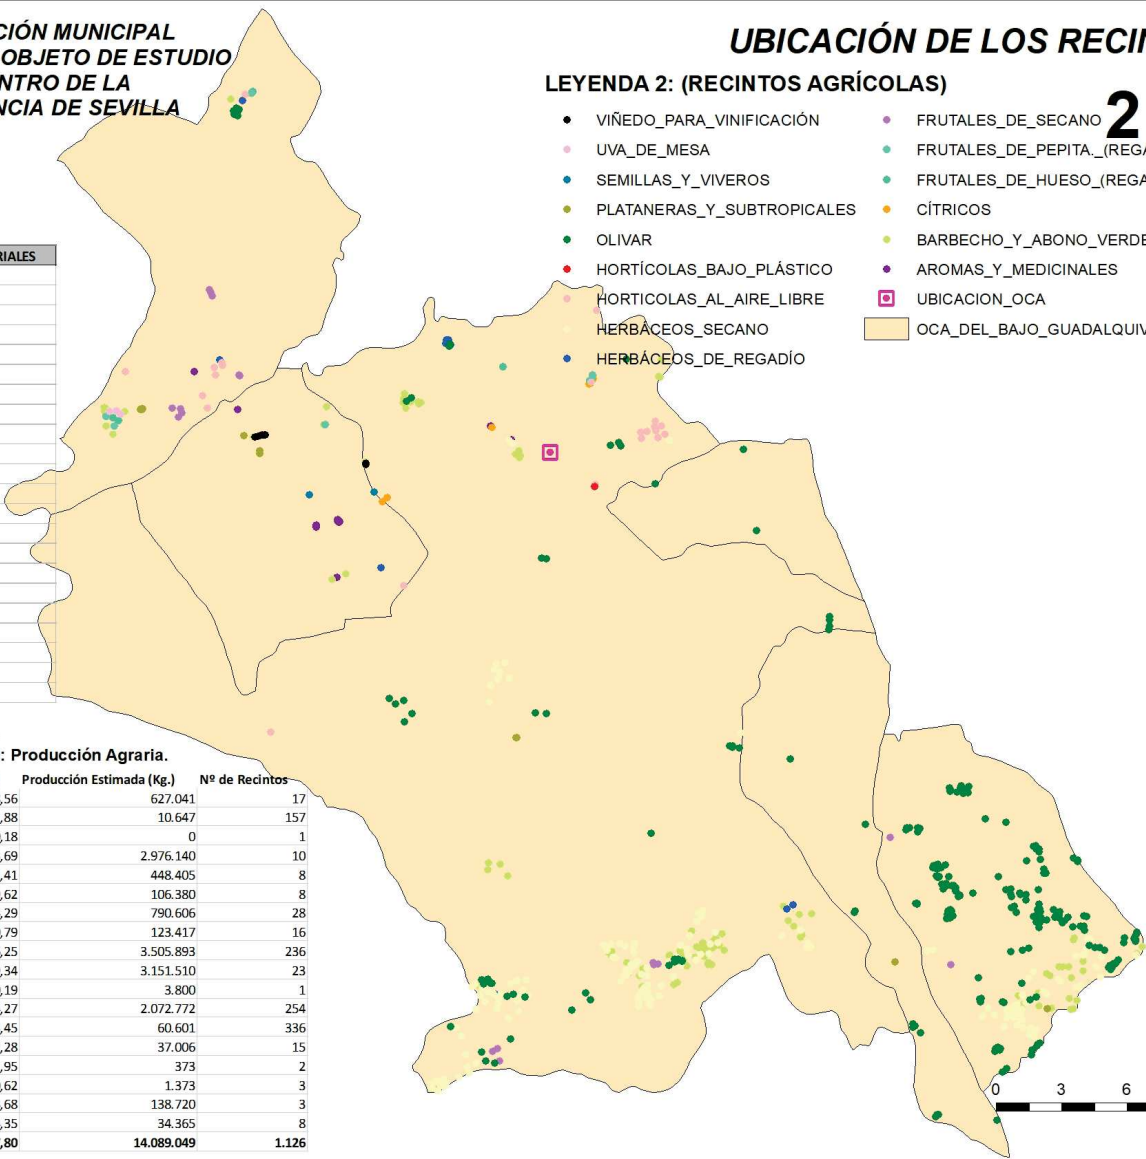 CIÓN MUNICIPAL
OBJETO DE ESTUDIO
NTRO DE LA
NCIA DE SEVILLA
UBICACIÓN DE LOS RECIN
LEYENDA 2: (RECINTOS AGRÍCOLAS)
2
VIÑEDO_PARA_VINIFICACIÓN
UVA_DE_MESA
SEMILLAS_Y_VIVEROS
PLATANERAS_Y_SUBTROPICALES
OLIVAR
HORTÍCOLAS_BAJO_PLÁSTICO
HORTICOLAS_AL_AIRE_LIBRE
HERBÁCEOS_SECANO
HERBÁCEOS_DE_REGADÍO
FRUTALES_DE_SECANO
FRUTALES_DE_PEPITA._(REGA
FRUTALES_DE_HUESO_(REGA
CÍTRICOS
BARBECHO_Y_ABONO_VERDE
AROMAS_Y_MEDICINALES
UBICACION_OCA
OCA_DEL_BAJO_GUADALQUIV
RIALES
: Producción Agraria.
Producción Estimada (Kg.) Nº de Recintos
,56 627.041 17
,88 10.647 157
,18 0 1
,69 2.976.140 10
,41 448.405 8
,62 106.380 8
,29 790.606 28
,79 123.417 16
,25 3.505.893 236
,34 3.151.510 23
,19 3.800 1
,27 2.072.772 254
,45 60.601 336
,28 37.006 15
,95 373 2
,62 1.373 3
,68 138.720 3
,35 34.365 8
,80 14.089.049 1.126
0 3 6